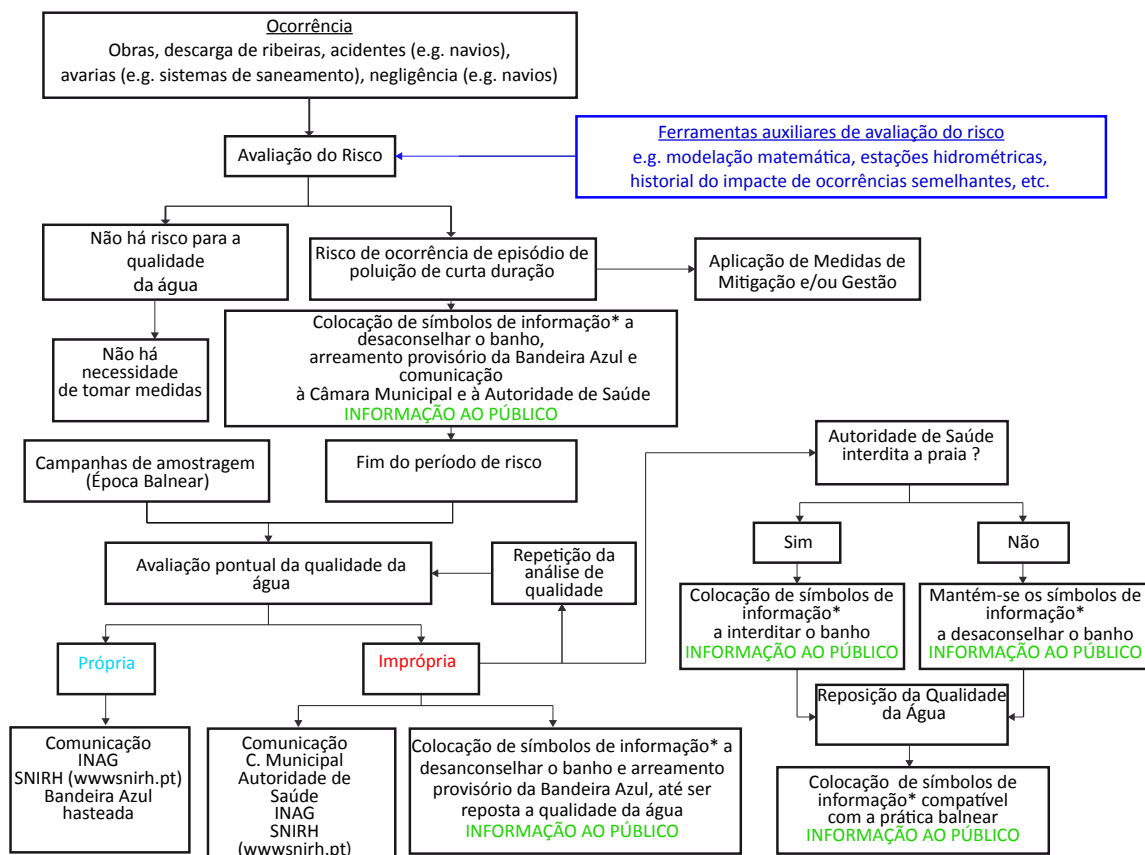 Ocorrência
Obras, descarga de ribeiras, acidentes (e.g. navios),
avarias (e.g. sistemas de saneamento), negligência (e.g. navios)
Avaliação do Risco
Ferramentas auxiliares de avaliação do risco
e.g. modelação matemática, estações hidrométricas,
historial do impacte de ocorrências semelhantes, etc.
Não há risco para a
qualidade
da água
Risco de ocorrência de episódio de
poluição de curta duração
Aplicação de Medidas de
Mitigação e/ou Gestão
Não há
necessidade
de tomar medidas
Colocação de símbolos de informação* a
desaconselhar o banho,
arreamento provisório da Bandeira Azul e
comunicação
à Câmara Municipal e à Autoridade de Saúde
INFORMAÇÃO AO PÚBLICO
Campanhas de amostragem
(Época Balnear)
Fim do período de risco
Autoridade de Saúde
interdita a praia ?
Sim
Não
Avaliação pontual da qualidade da
água
Repetição da
análise de
qualidade
Colocação de símbolos de
informação*
a interditar o banho
INFORMAÇÃO AO PÚBLICO
Mantém-se os símbolos de
informação*
a desaconselhar o banho
INFORMAÇÃO AO PÚBLICO
Própria
Imprópria
Reposição da Qualidade
da Água
Comunicação
INAG
SNIRH (wwwsnirh.pt)
Bandeira Azul
hasteada
Comunicação
C. Municipal
Autoridade de
Saúde
INAG
SNIRH
(wwwsnirh.pt)
Colocação de símbolos de informação* a
desanconselhar o banho e arreamento
provisório da Bandeira Azul, até ser
reposta a qualidade da água
INFORMAÇÃO AO PÚBLICO
Colocação de símbolos de
informação* compatível
com a prática balnear
INFORMAÇÃO AO PÚBLICO